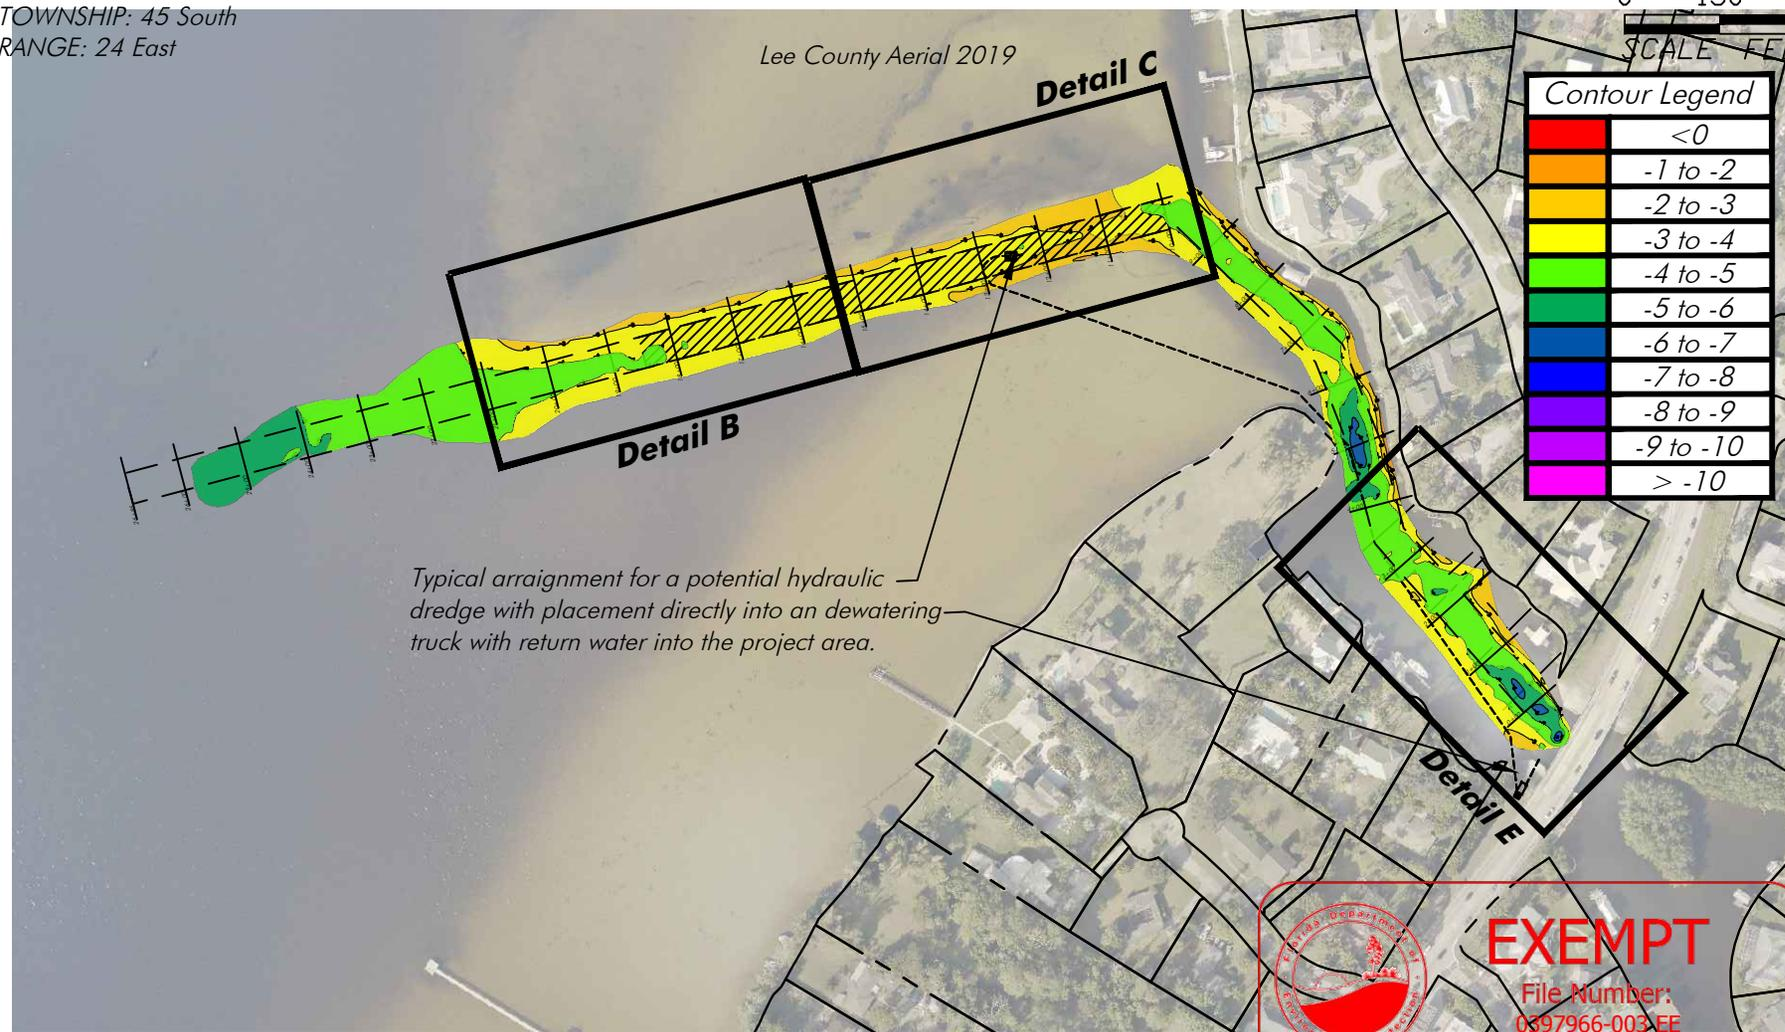 TOWNSHIP: 45 South
RANGE: 24 East
Lee County Aerial 2019
SCALE
Detail C
Contour Legend
<0
-1 to -2
-2 to -3
-3 to -4
-4 to -5
-5 to -6
-6 to -7
-7 to -8
-8 to -9
-9 to -10
> -10
Detail B
Typical arraignment for a potential hydraulic
dredge with placement directly into an dewatering
truck with return water into the project area.
Detail E
Florida Department of
EXEMPT
File Number:
0397966-003 EE